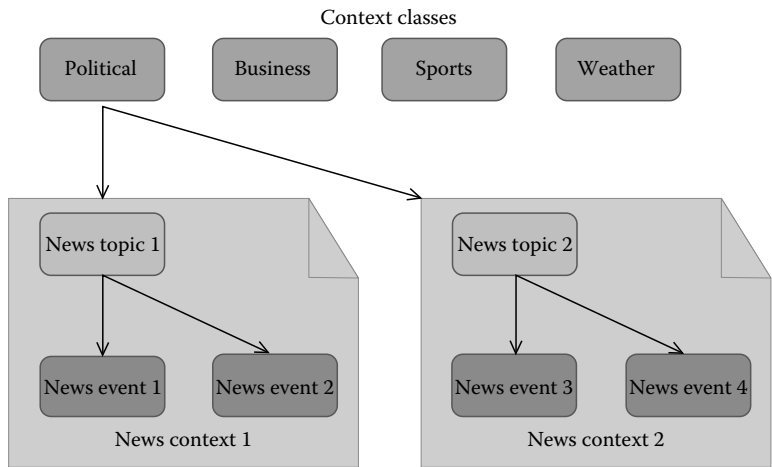 Context classes
Political
Business
Sports
Weather
News topic 1
News topic 2
News event 1
News event 2
News event 3
News event 4
News context 1
News context 2